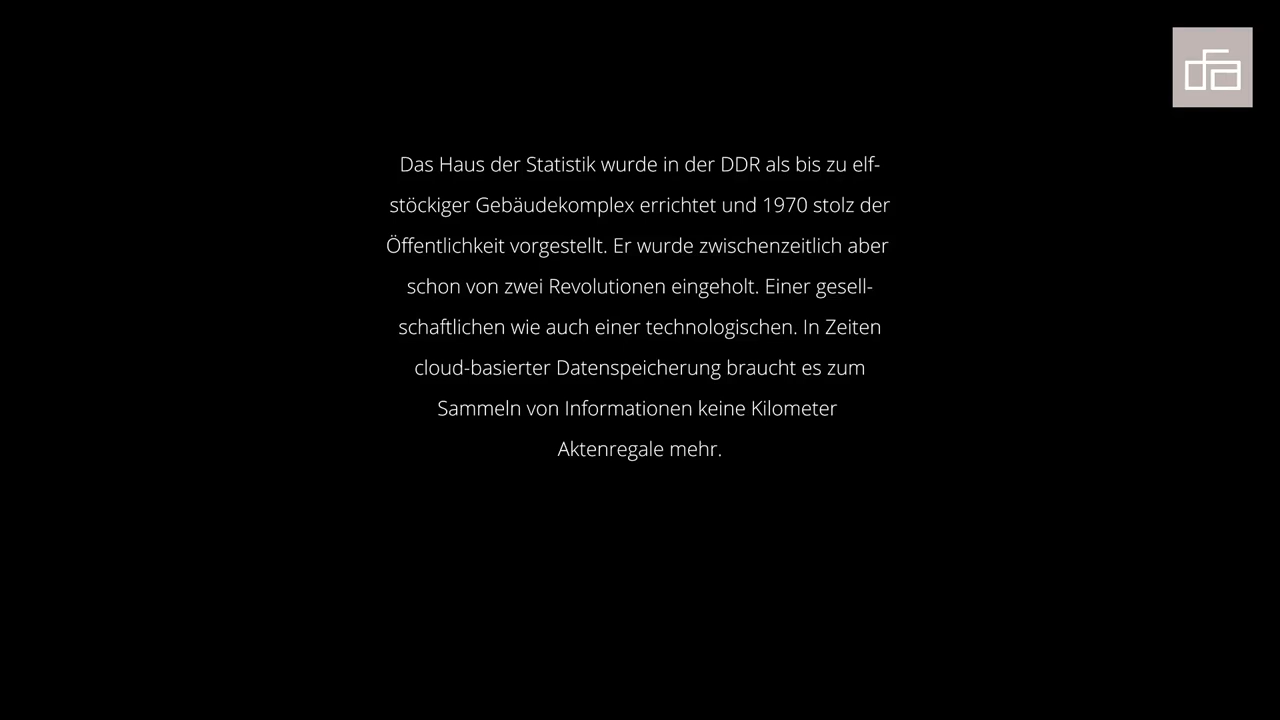 dfa
Das Haus der Statistik wurde in der DDR als bis zu elf-
stöckiger Gebäudekomplex errichtet und 1970 stolz der
Öffentlichkeit vorgestellt. Er wurde zwischenzeitlich aber
schon von zwei Revolutionen eingeholt. Einer gesell-
schaftlichen wie auch einer technologischen. In Zeiten
cloud-basierter Datenspeicherung braucht es zum
Sammeln von Informationen keine Kilometer
Aktenregale mehr.